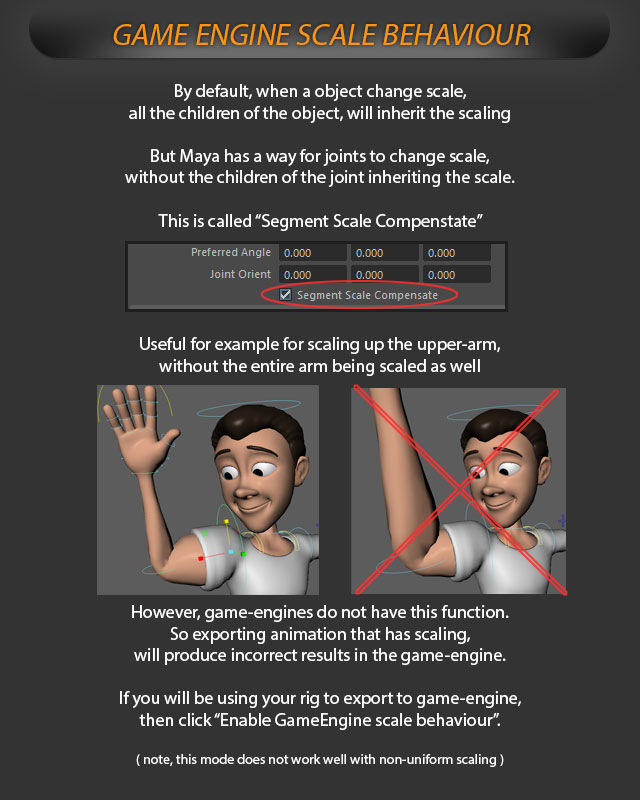 GAME ENGINE SCALE BEHAVIOUR
By default, when a object change scale,
all the children of the object, will inherit the scaling
But Maya has a way for joints to change scale,
without the children of the joint inheriting the scale.
This is called “Segment Scale Compenstate”
Preferred Angle 0.000 0.000 0.000
Joint Orient 0.000 0.000 0.000
Segment Scale Compensate
Useful for example for scaling up the upper-arm,
without the entire arm being scaled as well
However, game-engines do not have this function.
So exporting animation that has scaling,
will produce incorrect results in the game-engine.
If you will be using your rig to export to game-engine,
then click “Enable GameEngine scale behaviour”.
( note, this mode does not work well with non-uniform scaling )